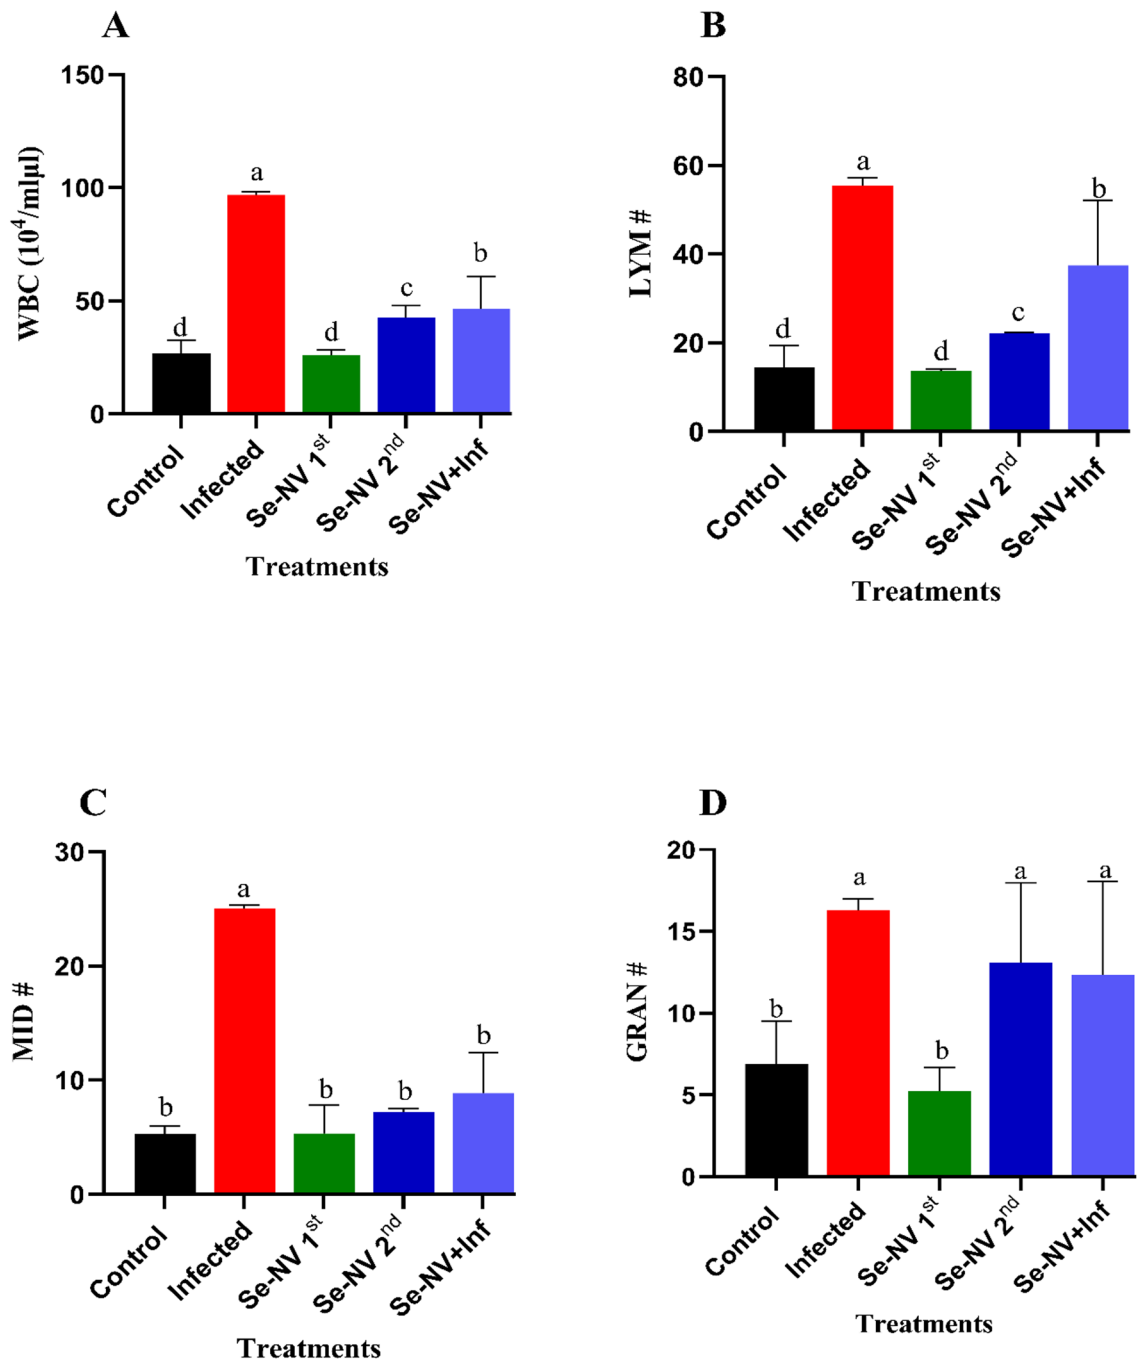 A
WBC (10⁴/mlµl)
150
100
50
0
d
a
d
c
b
Control
Infected
Se-NV 1ˢᵗ
Se-NV 2ⁿᵈ
Se-NV+Inf
Treatments
B
LYM #
80
60
40
20
0
d
a
d
c
b
Control
Infected
Se-NV 1ˢᵗ
Se-NV 2ⁿᵈ
Se-NV+Inf
Treatments
C
MID #
30
20
10
0
b
a
b
b
b
Control
Infected
Se-NV 1ˢᵗ
Se-NV 2ⁿᵈ
Se-NV+Inf
Treatments
D
GRAN #
20
15
10
5
0
b
a
b
a
a
Control
Infected
Se-NV 1ˢᵗ
Se-NV 2ⁿᵈ
Se-NV+Inf
Treatments